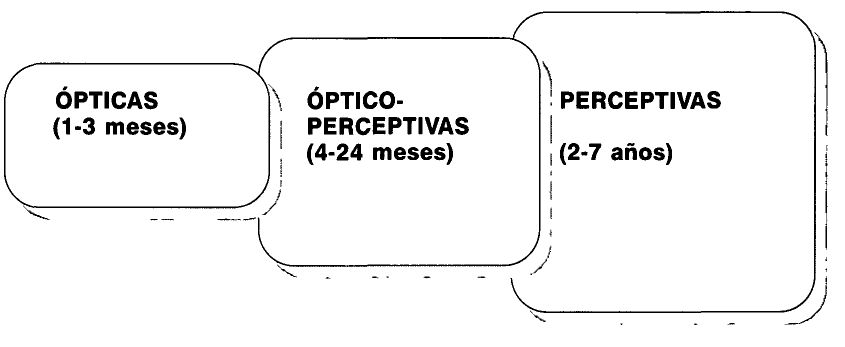 ÓPTICAS
(1-3 meses)
ÓPTICO-
PERCEPTIVAS
(4-24 meses)
PERCEPTIVAS
(2-7 años)